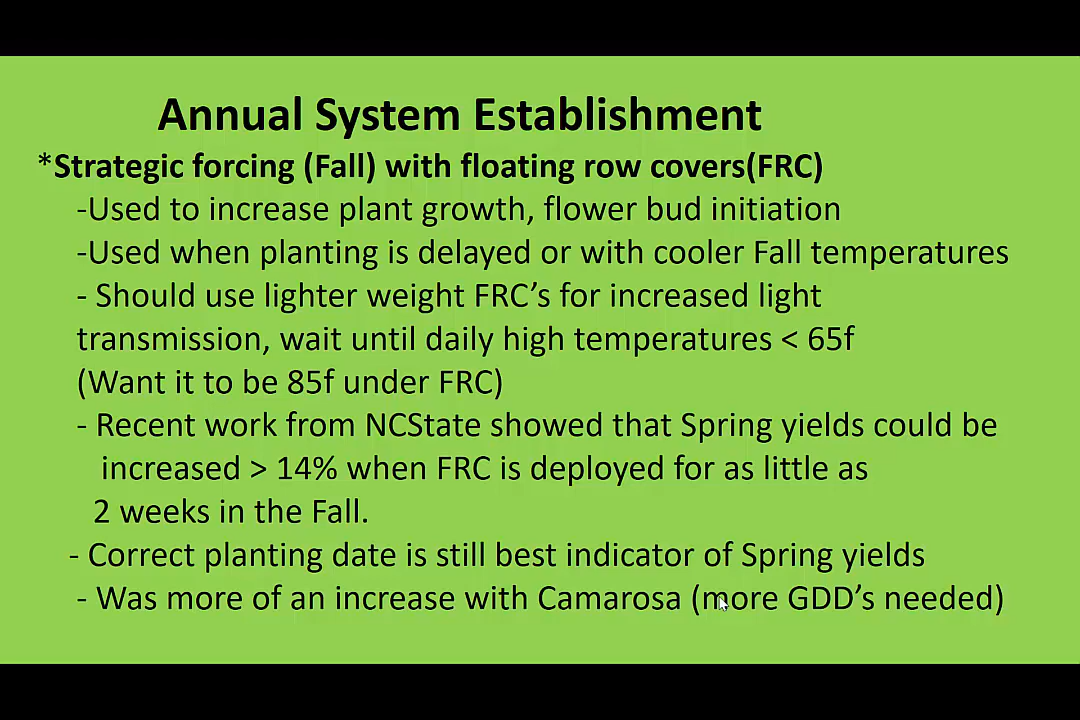 Annual System Establishment
*Strategic forcing (Fall) with floating row covers(FRC)
-Used to increase plant growth, flower bud initiation
-Used when planting is delayed or with cooler Fall temperatures
- Should use lighter weight FRC's for increased light
transmission, wait until daily high temperatures < 65f
(Want it to be 85f under FRC)
- Recent work from NCState showed that Spring yields could be
increased > 14% when FRC is deployed for as little as
2 weeks in the Fall.
- Correct planting date is still best indicator of Spring yields
- Was more of an increase with Camarosa (more GDD's needed)